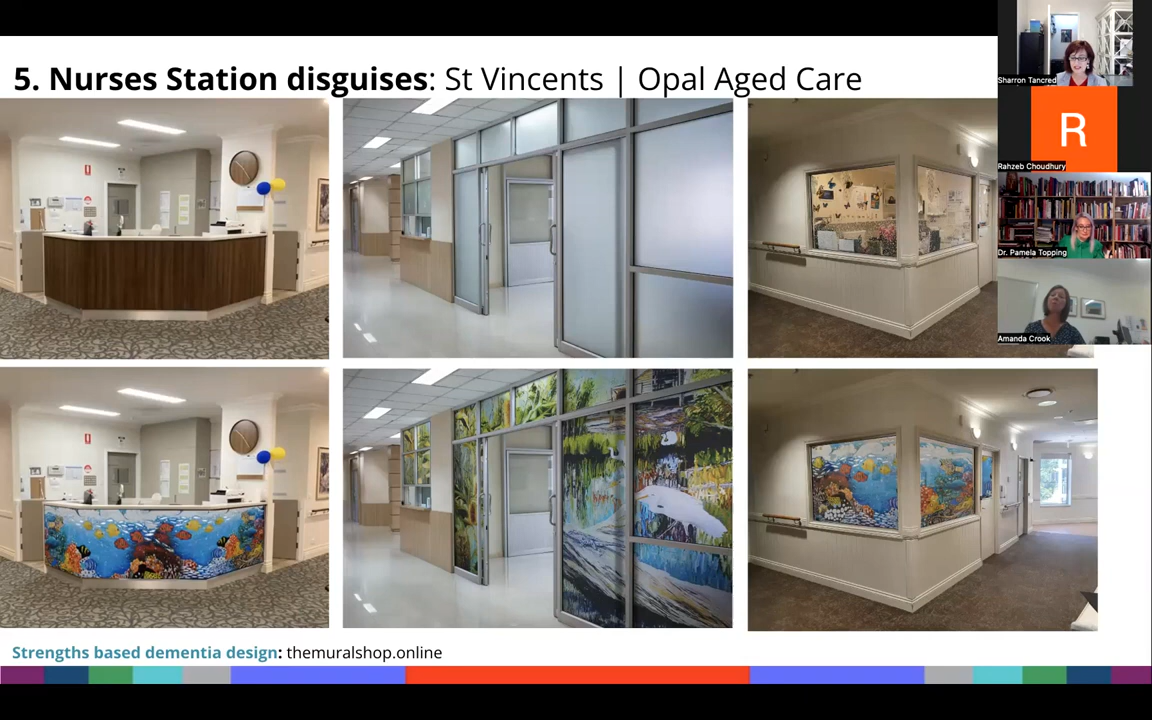 5. Nurses Station disguises: St Vincents | Opal Aged Care
Sharron Tancred
R
Rahzeb Choudhury
Dr. Pamela Topping
Amanda Crook
Strengths based dementia design: themuralshop.online